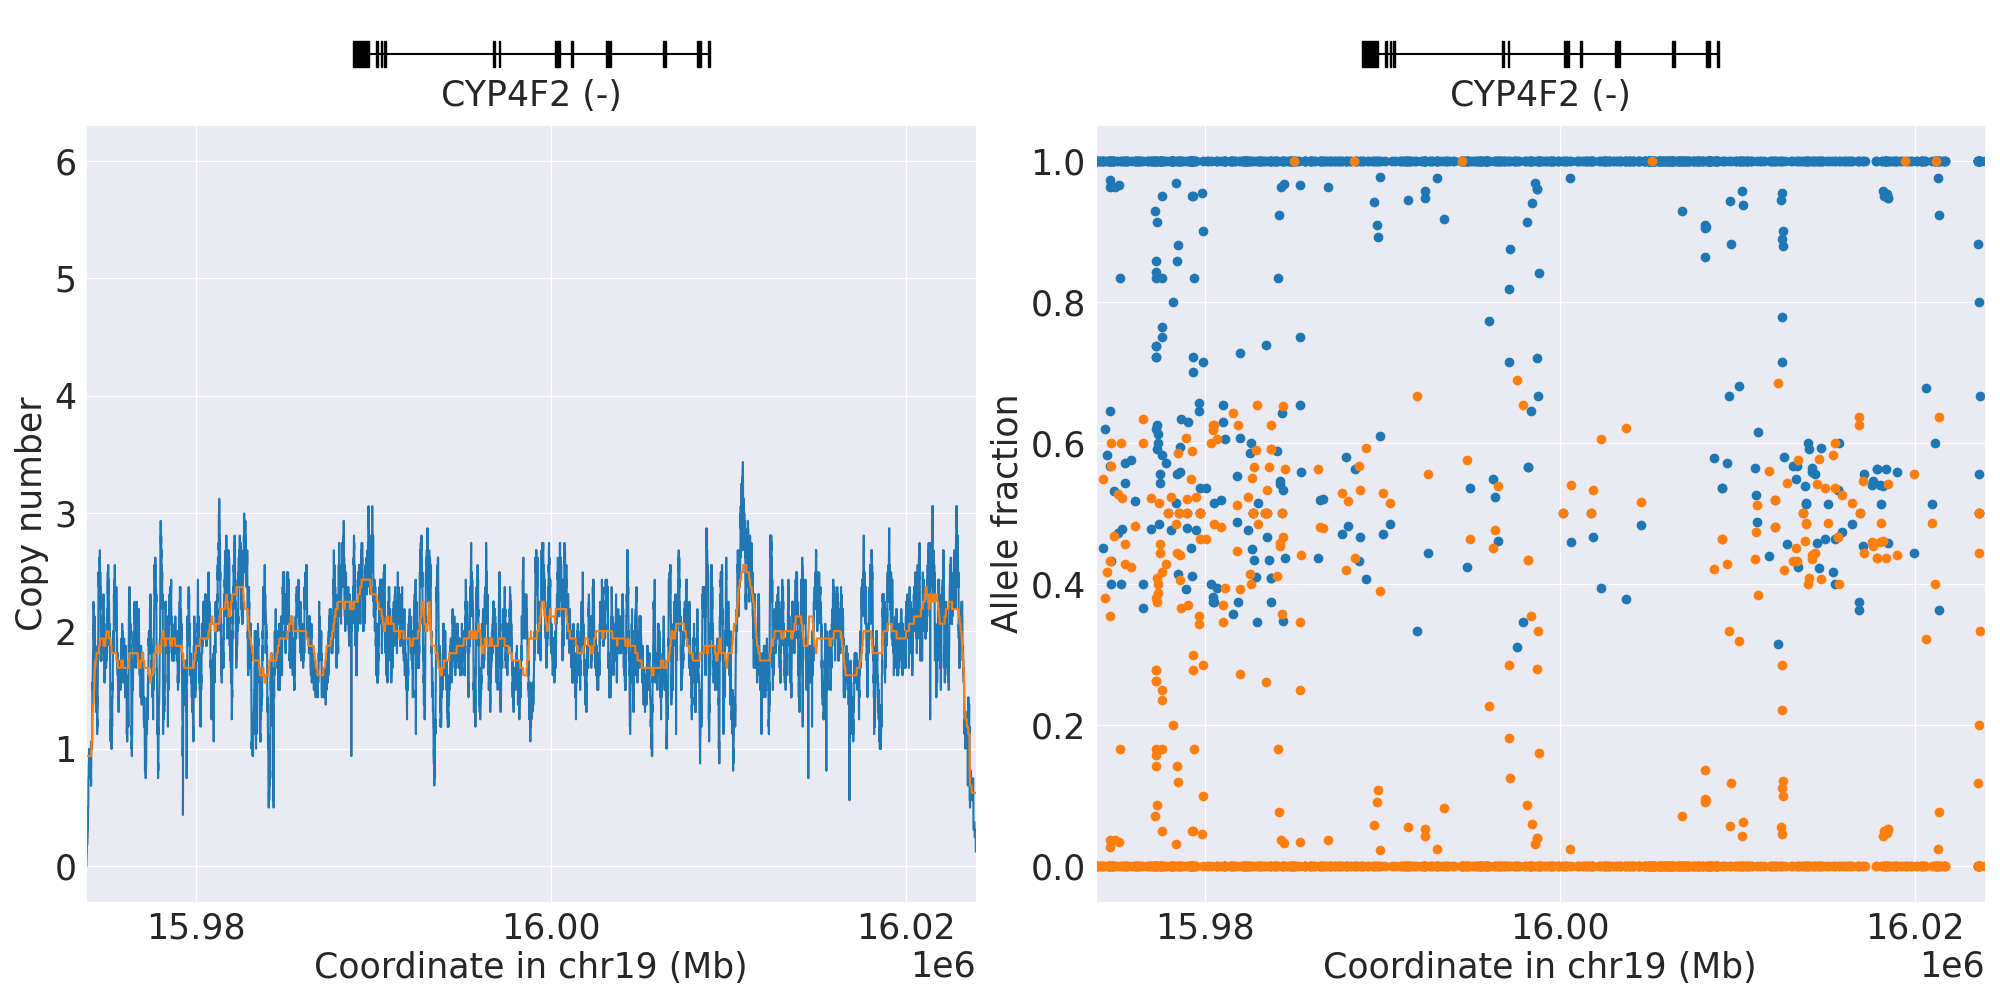 CYP4F2 (-)
Copy number
6
5
4
3
2
1
0
15.98
16.00
16.02
Coordinate in chr19 (Mb)
1e6
CYP4F2 (-)
Allele fraction
1.0
0.8
0.6
0.4
0.2
0.0
15.98
16.00
16.02
Coordinate in chr19 (Mb)
1e6